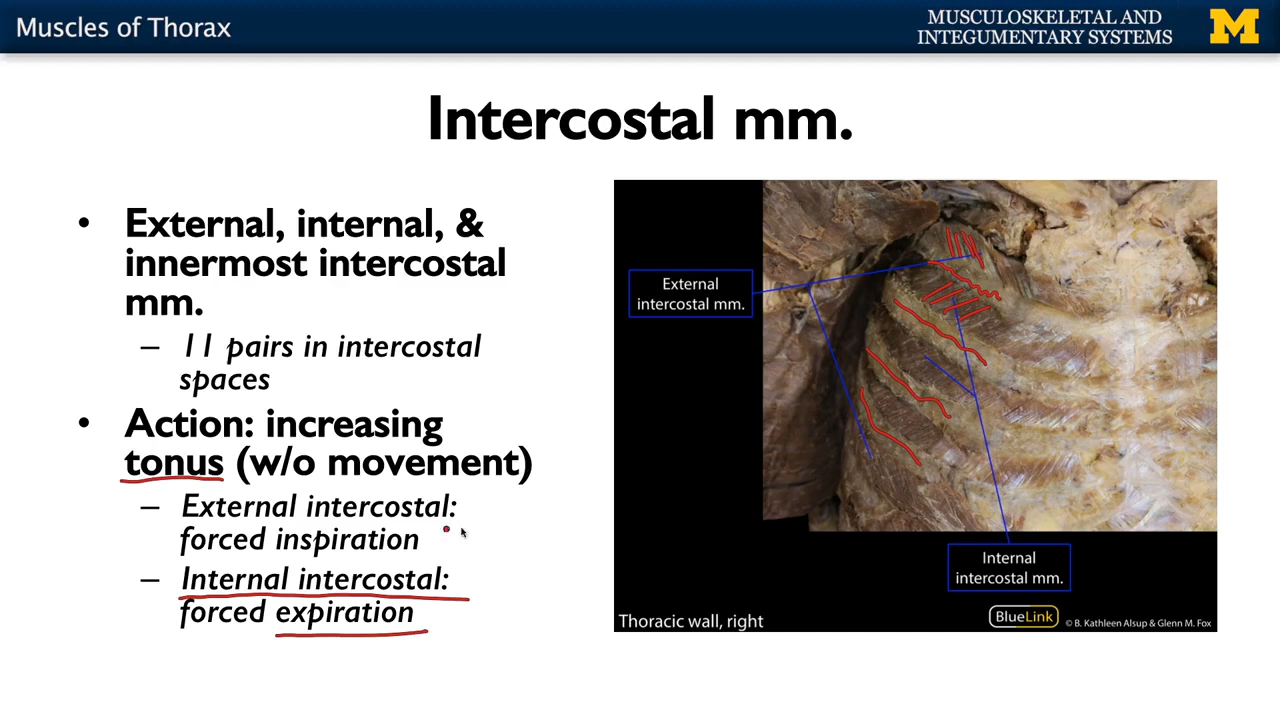 Muscles of Thorax
MUSCULOSKELETAL AND
INTEGUMENTARY SYSTEMS
M
Intercostal mm.
• External, internal, &
innermost intercostal
mm.
– 11 pairs in intercostal
spaces
• Action: increasing
tonus (w/o movement)
– External intercostal:
forced inspiration
– Internal intercostal:
forced expiration
External
intercostal mm.
Internal
intercostal mm.
Thoracic wall, right
BlueLink
© B. Kathleen Alsup & Glenn M. Fox